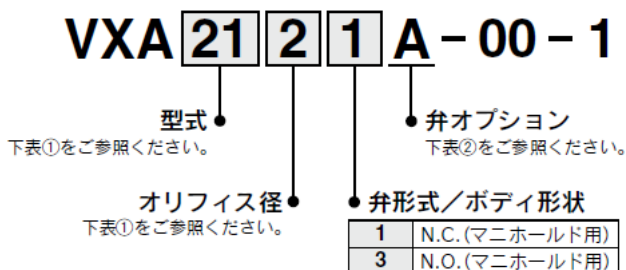 VXA 21 2 1 A - 00 - 1
型式
下表①をご参照ください。
弁オプション
下表②をご参照ください。
オリフィス径
下表①をご参照ください。
弁形式／ボディ形状
1 N.C.(マニホールド用)
3 N.O.(マニホールド用)